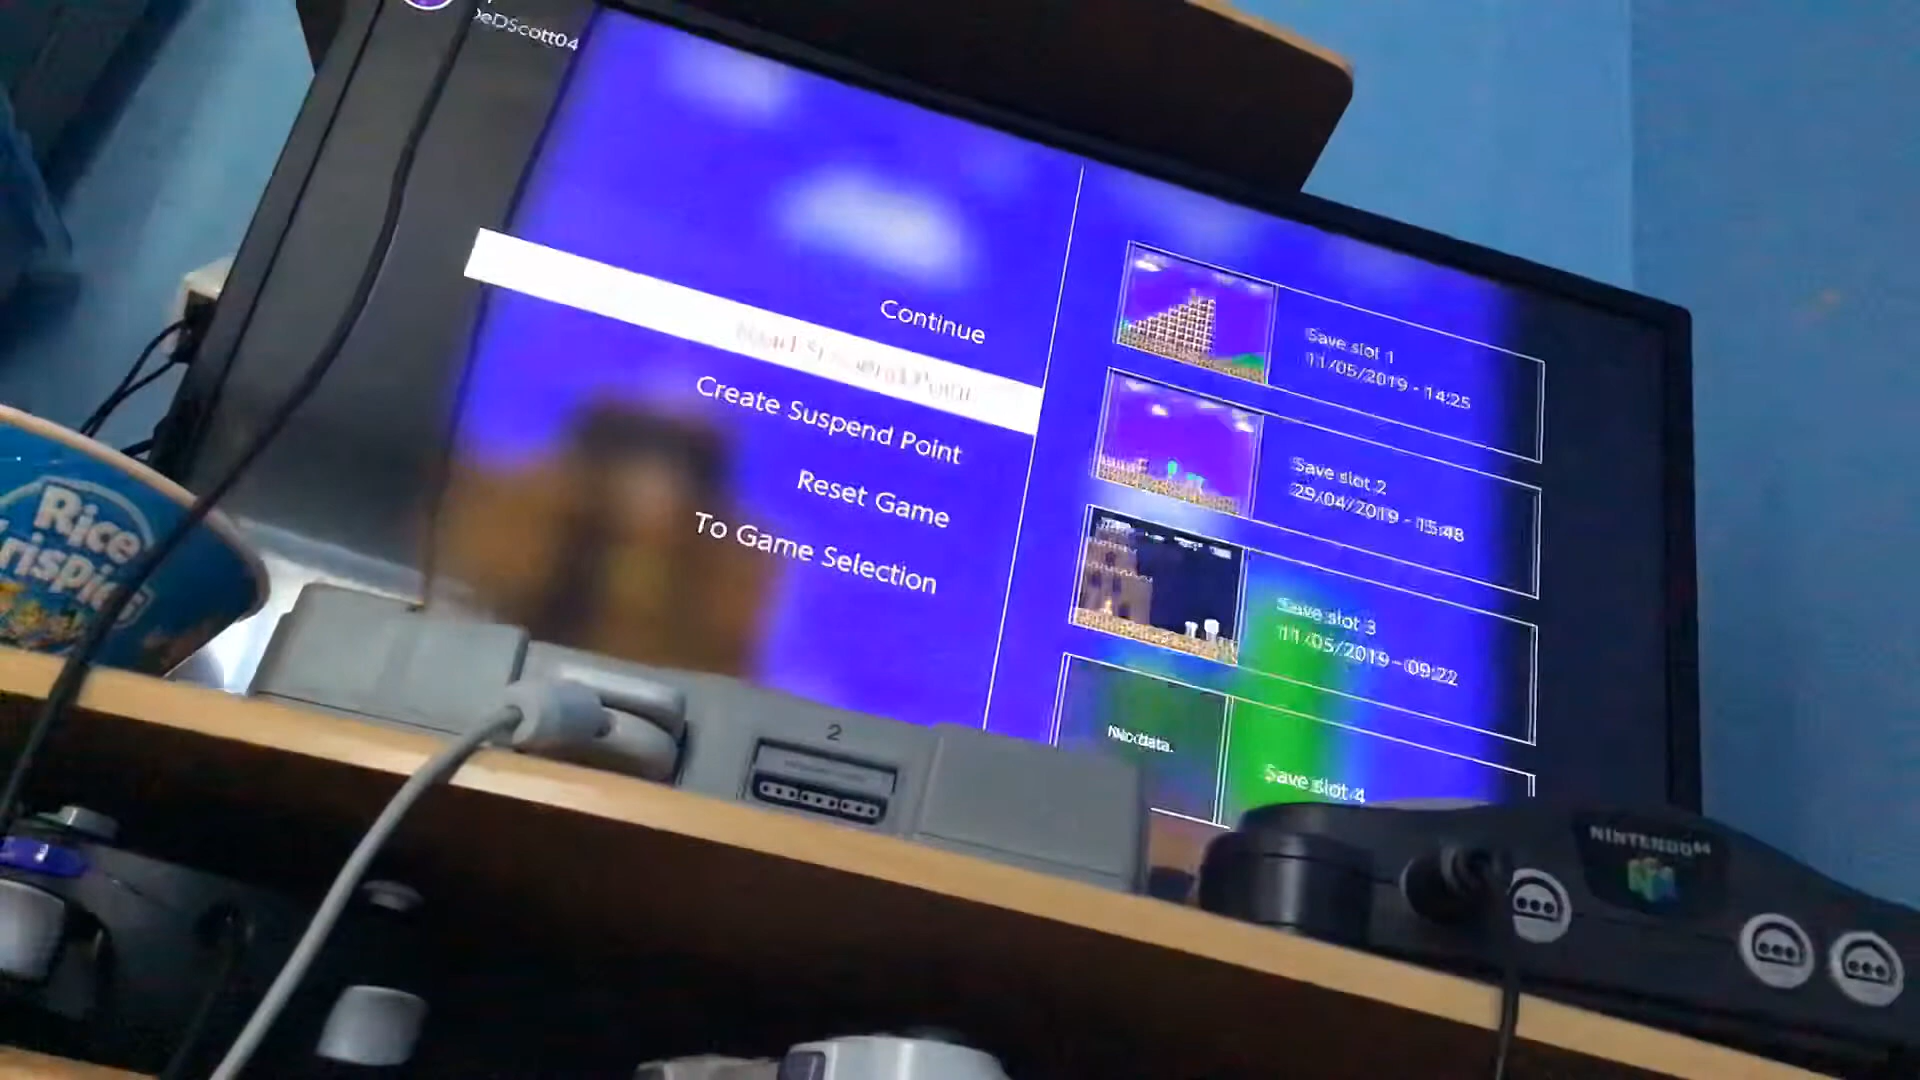 DeDScott04
Continue
Create Suspend Point
Reset Game
To Game Selection
Save slot 1
11/05/2019 - 14:25
Save slot 2
29/04/2019 - 15:48
Save slot 3
11/05/2019 - 09:22
No data.
Save slot 4
Rice
Krispies
2
NINTENDO64